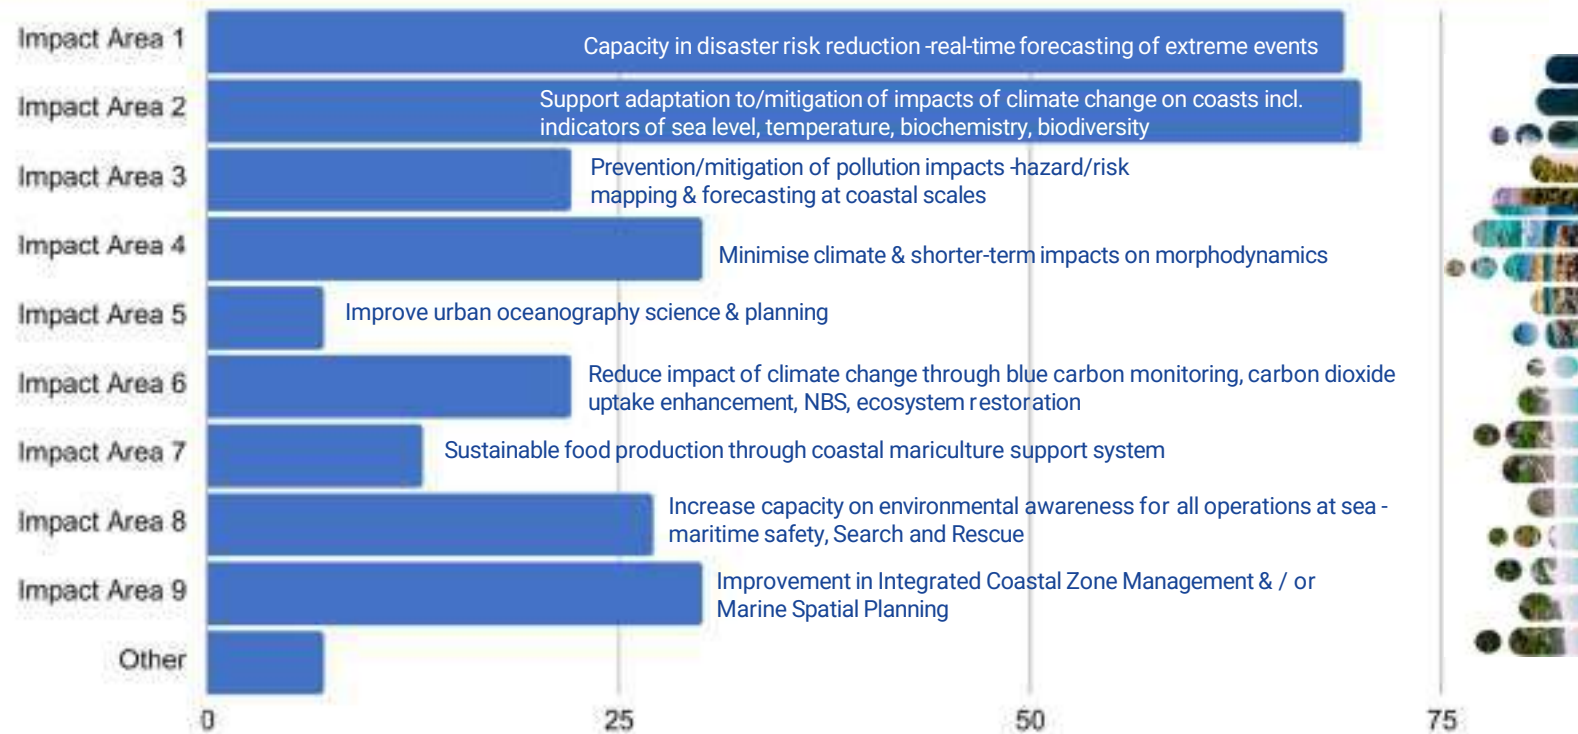 Impact Area 1
Capacity in disaster risk reduction -real-time forecasting of extreme events
Impact Area 2
Support adaptation to/mitigation of impacts of climate change on coasts incl.
indicators of sea level, temperature, biochemistry, biodiversity
Impact Area 3
Prevention/mitigation of pollution impacts -hazard/risk
mapping & forecasting at coastal scales
Impact Area 4
Minimise climate & shorter-term impacts on morphodynamics
Impact Area 5
Improve urban oceanography science & planning
Impact Area 6
Reduce impact of climate change through blue carbon monitoring, carbon dioxide
uptake enhancement, NBS, ecosystem restoration
Impact Area 7
Sustainable food production through coastal mariculture support system
Impact Area 8
Increase capacity on environmental awareness for all operations at sea -
maritime safety, Search and Rescue
Impact Area 9
Improvement in Integrated Coastal Zone Management & / or
Marine Spatial Planning
Other
0 25 50 75